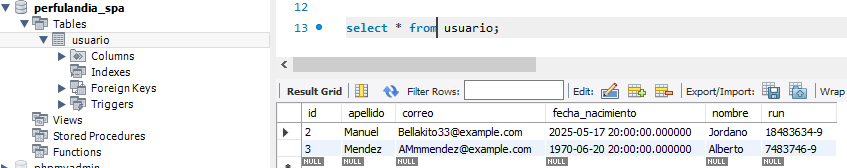 perfulandia_spa
Tables
usuario
Columns
Indexes
Foreign Keys
Triggers
Views
Stored Procedures
Functions
12
13 select * from usuario;
Result Grid Filter Rows: Edit: Export/Import: Wrap
id apellido correo fecha_nacimiento nombre run
2 Manuel Bellakito33@example.com 2025-05-17 20:00:00.000000 Jordano 18483634-9
3 Mendez AMmmendez@example.com 1970-06-20 20:00:00.000000 Alberto 7483746-9
NULL NULL NULL NULL NULL NULL